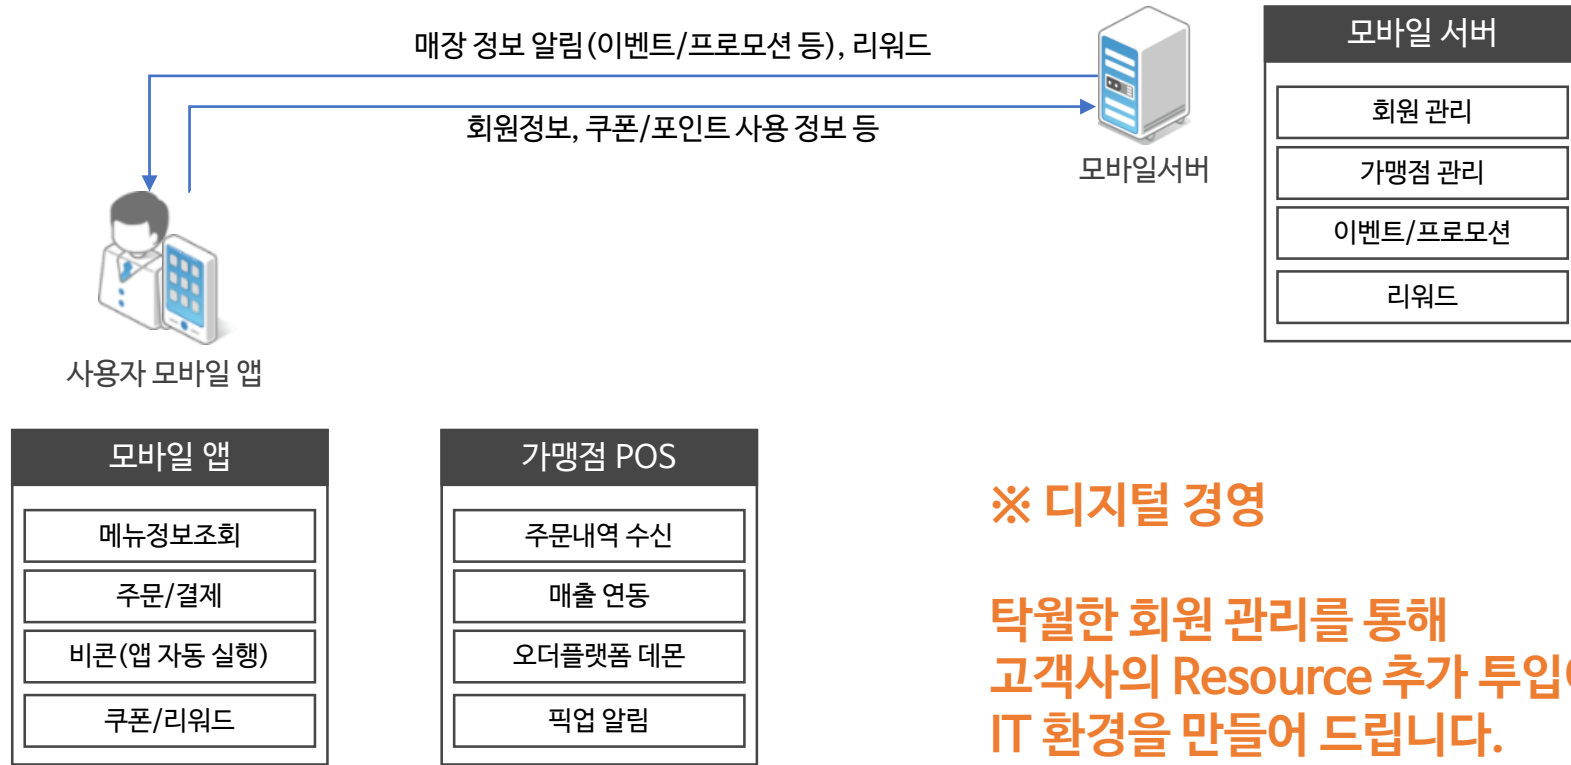 매장 정보 알림(이벤트/프로모션 등), 리워드
회원정보, 쿠폰/포인트 사용 정보 등
모바일서버
사용자 모바일 앱
모바일 서버
회원 관리
가맹점 관리
이벤트/프로모션
리워드
모바일 앱
메뉴정보조회
주문/결제
비콘(앱 자동 실행)
쿠폰/리워드
가맹점 POS
주문내역 수신
매출 연동
오더플랫폼 데몬
픽업 알림
※ 디지털 경영
탁월한 회원 관리를 통해
고객사의 Resource 추가 투입
IT 환경을 만들어 드립니다.